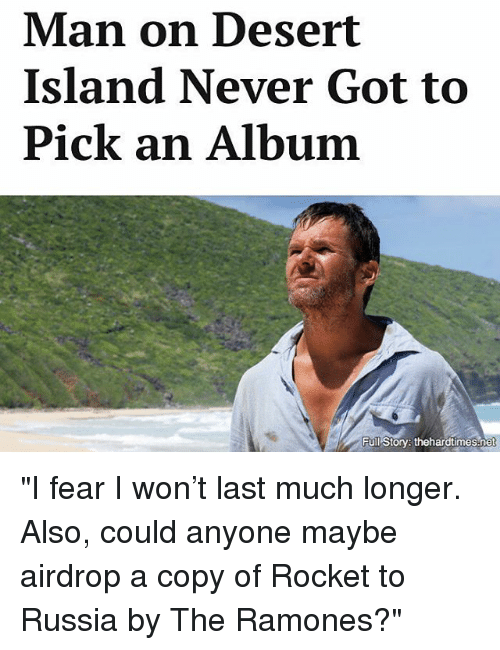 Man on Desert
Island Never Got to
Pick an Album
Full Story: thehardtimes.net
"I fear I won’t last much longer.
Also, could anyone maybe
airdrop a copy of Rocket to
Russia by The Ramones?"